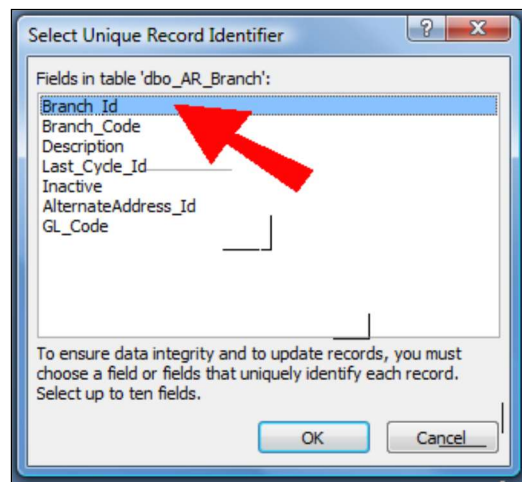 Select Unique Record Identifier
Fields in table 'dbo_AR_Branch':
Branch_Id
Branch_Code
Description
Last_Cycle_Id
Inactive
AlternateAddress_Id
GL_Code
To ensure data integrity and to update records, you must
choose a field or fields that uniquely identify each record.
Select up to ten fields.
OK
Cancel